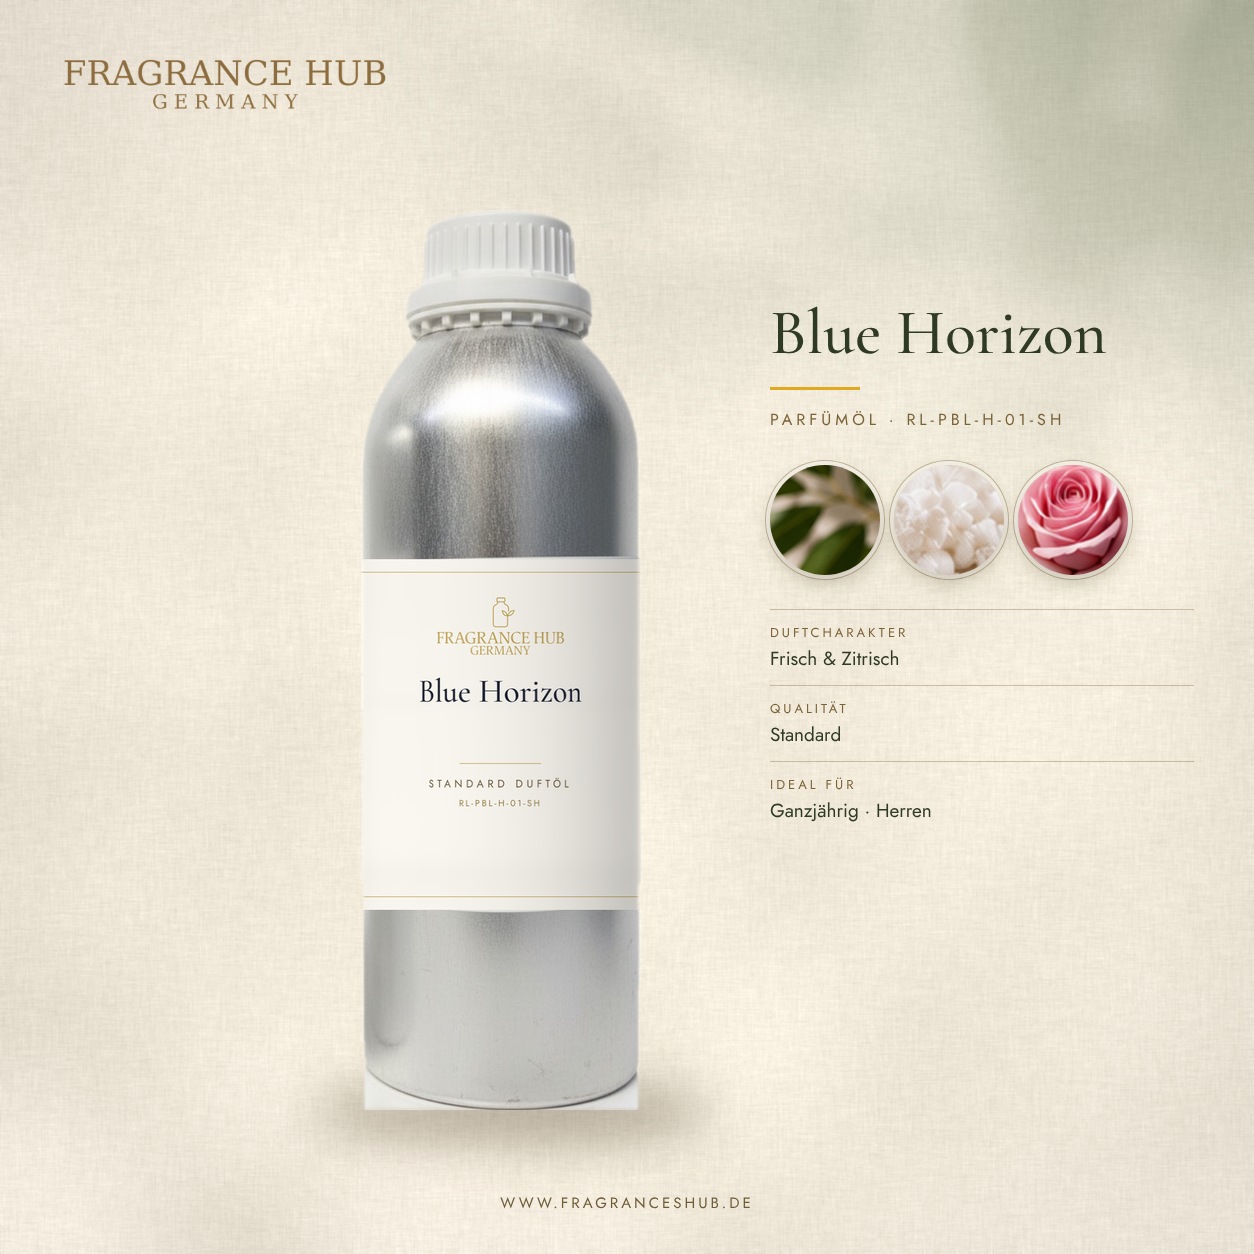 FRAGRANCE HUB
GERMANY
Blue Horizon
PARFÜMÖL · RL-PBL-H-01-SH
DUFTCHARAKTER
Frisch & Zitrisch
QUALITÄT
Standard
IDEAL FÜR
Ganzjährig · Herren
FRAGRANCE HUB
GERMANY
Blue Horizon
STANDARD DUFTÖL
RL-PBL-H-01-SH
WWW.FRAGRANCESHUB.DE